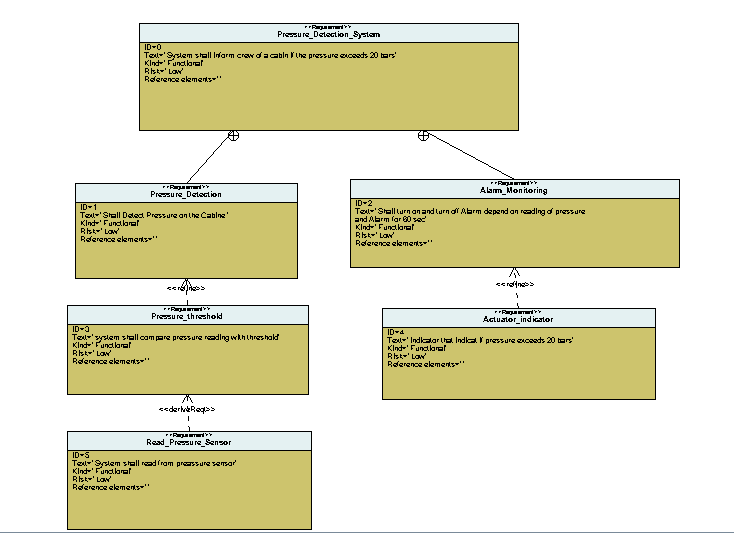 <<Requirement>>
Pressure_Detection_System
ID=0
Text='System shall inform crew of a cabin if the pressure exceeds 20 bars'
Kind='Functional'
Risk='Low'
Reference elements=''
<<Requirement>>
Pressure_Detection
ID=1
Text='Shall Detect Pressure on the Cabine'
Kind='Functional'
Risk='Low'
Reference elements=''
<<Requirement>>
Alarm_Monitoring
ID=2
Text='Shall turn on and turn off Alarm depend on reading of pressure
and Alarm for 60 sec'
Kind='Functional'
Risk='Low'
Reference elements=''
<<refine>>
<<refine>>
<<Requirement>>
Pressure_threshold
ID=3
Text='system shall compare pressure reading with threshold'
Kind='Functional'
Risk='Low'
Reference elements=''
<<Requirement>>
Actuator_indicator
ID=4
Text='Indicator that indicat if pressure exceeds 20 bars'
Kind='Functional'
Risk='Low'
Reference elements=''
<<deriveReqt>>
<<Requirement>>
Read_Pressure_Sensor
ID=5
Text='System shall read from preassure sensor'
Kind='Functional'
Risk='Low'
Reference elements=''